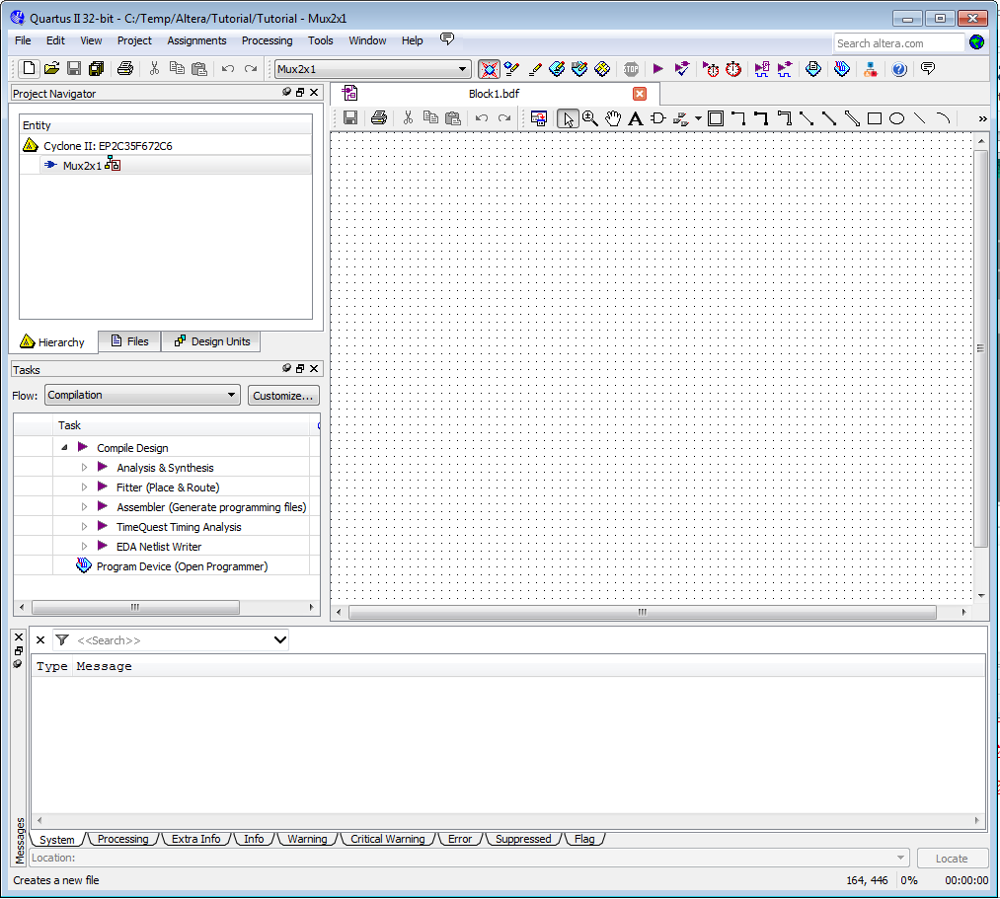 Quartus II 32-bit - C:/Temp/Altera/Tutorial/Tutorial - Mux2x1
File Edit View Project Assignments Processing Tools Window Help
Search altera.com
Mux2x1
STOP
Project Navigator
Block1.bdf
Entity
Cyclone II: EP2C35F672C6
Mux2x1
Hierarchy Files Design Units
Tasks
Flow: Compilation Customize...
Task
Compile Design
Analysis & Synthesis
Fitter (Place & Route)
Assembler (Generate programming files)
TimeQuest Timing Analysis
EDA Netlist Writer
Program Device (Open Programmer)
<<Search>>
Type Message
Messages
System Processing Extra Info Info Warning Critical Warning Error Suppressed Flag
Location: Locate
Creates a new file 164, 446 0% 00:00:00